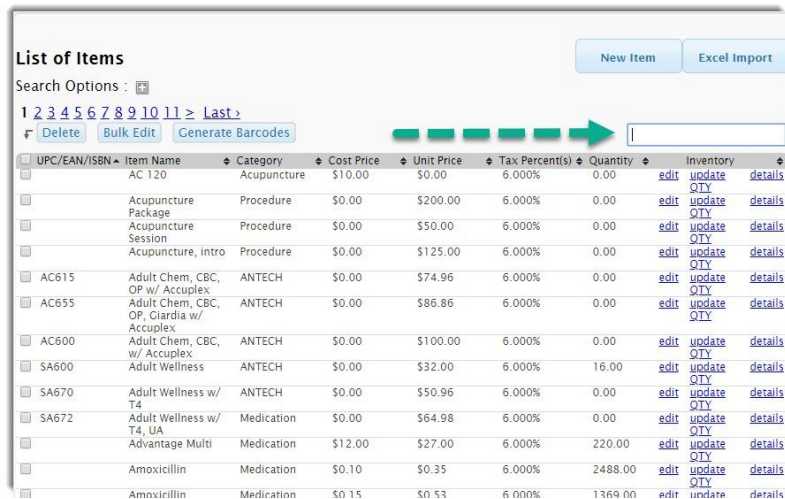 List of Items
New Item Excel Import
Search Options :
1 2 3 4 5 6 7 8 9 10 11 > Last ›
Delete Bulk Edit Generate Barcodes
UPC/EAN/ISBN Item Name Category Cost Price Unit Price Tax Percent(s) Quantity Inventory
AC 120 Acupuncture $10.00 $0.00 6.000% 0.00 edit update details
QTY
Acupuncture Procedure $0.00 $200.00 6.000% 0.00 edit update details
Package QTY
Acupuncture Procedure $0.00 $50.00 6.000% 0.00 edit update details
Session QTY
Acupuncture, intro Procedure $0.00 $125.00 6.000% 0.00 edit update details
QTY
AC615 Adult Chem, CBC, ANTECH $0.00 $74.96 6.000% 0.00 edit update details
OP w/ Accuplex QTY
AC655 Adult Chem, CBC, ANTECH $0.00 $86.86 6.000% 0.00 edit update details
OP, Giardia w/ QTY
Accuplex
AC600 Adult Chem, CBC, ANTECH $0.00 $100.00 6.000% 0.00 edit update details
w/ Accuplex QTY
SA600 Adult Wellness ANTECH $0.00 $32.00 6.000% 16.00 edit update details
QTY
SA670 Adult Wellness w/ ANTECH $0.00 $50.96 6.000% 0.00 edit update details
T4 QTY
SA672 Adult Wellness w/ Medication $0.00 $64.98 6.000% 0.00 edit update details
T4, UA QTY
Advantage Multi Medication $12.00 $27.00 6.000% 220.00 edit update details
QTY
Amoxicillin Medication $0.10 $0.35 6.000% 2488.00 edit update details
QTY
Amoxicillin Medication $0.15 $0.53 6.000% 1369.00 edit update details